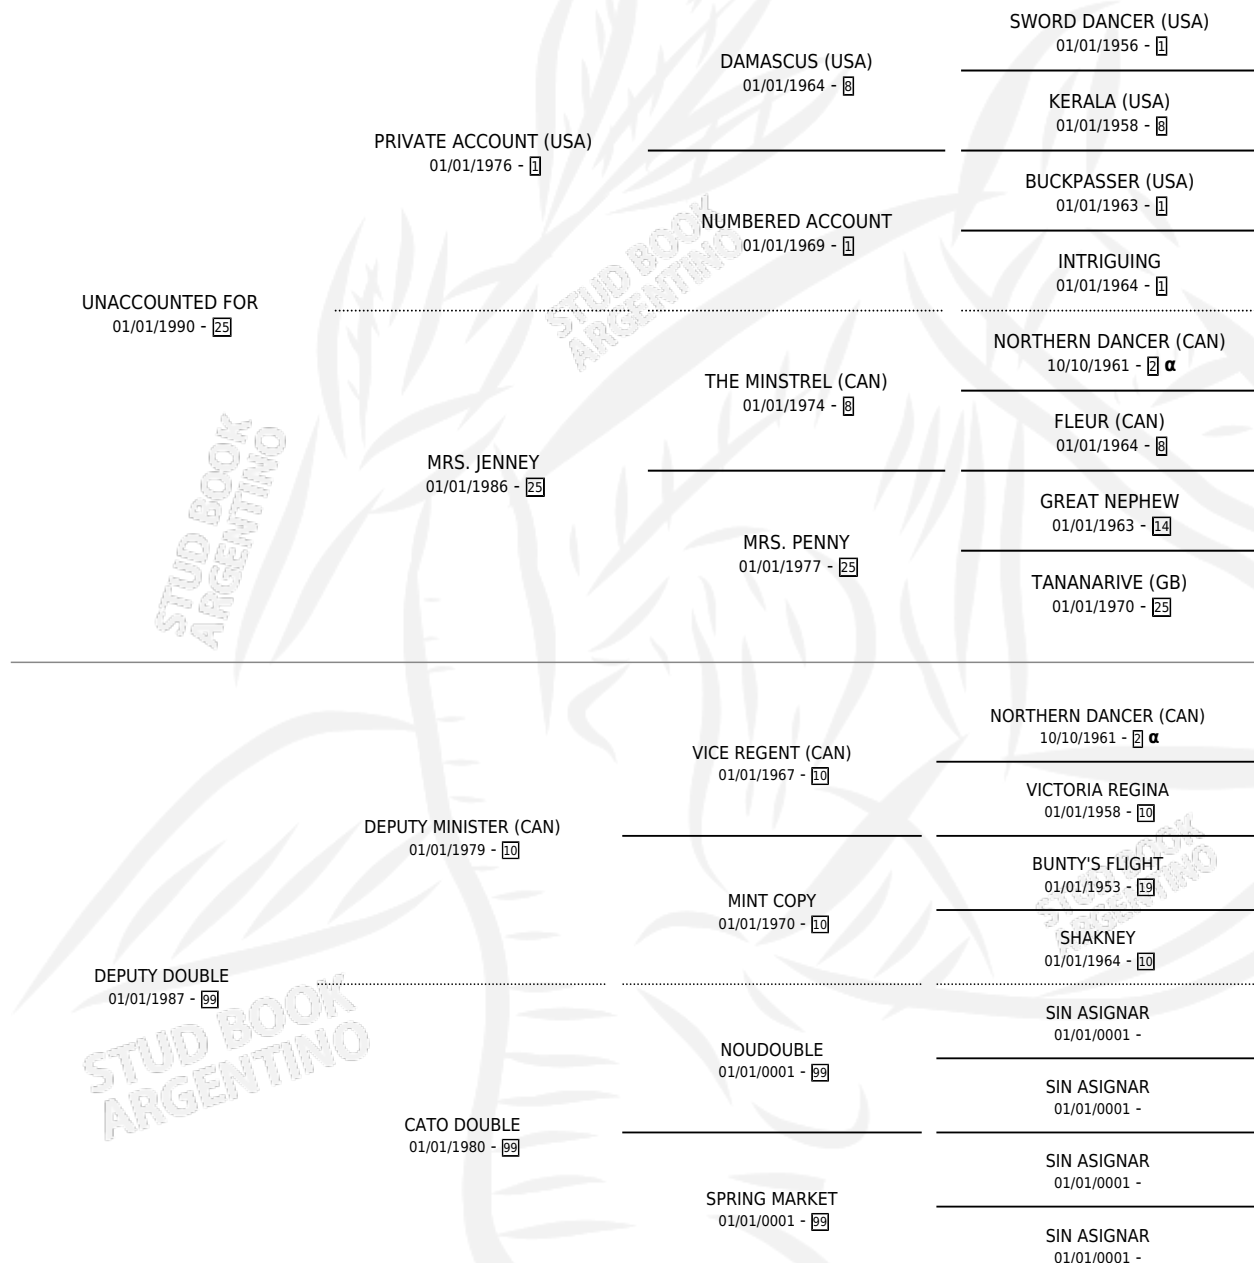 SWORD DANCER (USA)
01/01/1956 - 1
DAMASCUS (USA)
01/01/1964 - 8
KERALA (USA)
01/01/1958 - 8
PRIVATE ACCOUNT (USA)
01/01/1976 - 1
BUCKPASSER (USA)
01/01/1963 - 1
NUMBERED ACCOUNT
01/01/1969 - 1
INTRIGUING
01/01/1964 - 1
UNACCOUNTED FOR
01/01/1990 - 25
NORTHERN DANCER (CAN)
10/10/1961 - 2 α
THE MINSTREL (CAN)
01/01/1974 - 8
FLEUR (CAN)
01/01/1964 - 8
MRS. JENNEY
01/01/1986 - 25
GREAT NEPHEW
01/01/1963 - 14
MRS. PENNY
01/01/1977 - 25
TANANARIVE (GB)
01/01/1970 - 25
NORTHERN DANCER (CAN)
10/10/1961 - 2 α
VICE REGENT (CAN)
01/01/1967 - 10
VICTORIA REGINA
01/01/1958 - 10
DEPUTY MINISTER (CAN)
01/01/1979 - 10
BUNTY'S FLIGHT
01/01/1953 - 19
MINT COPY
01/01/1970 - 10
SHAKNEY
01/01/1964 - 10
DEPUTY DOUBLE
01/01/1987 - 99
SIN ASIGNAR
01/01/0001 -
NOUDOUBLE
01/01/0001 - 99
SIN ASIGNAR
01/01/0001 -
CATO DOUBLE
01/01/1980 - 99
SIN ASIGNAR
01/01/0001 -
SPRING MARKET
01/01/0001 - 99
SIN ASIGNAR
01/01/0001 -
STUD BOOK
ARGENTINO
STUD BOOK
ARGENTINO
STUD BOOK
ARGENTINO
STUD BOOK
ARGENTINO